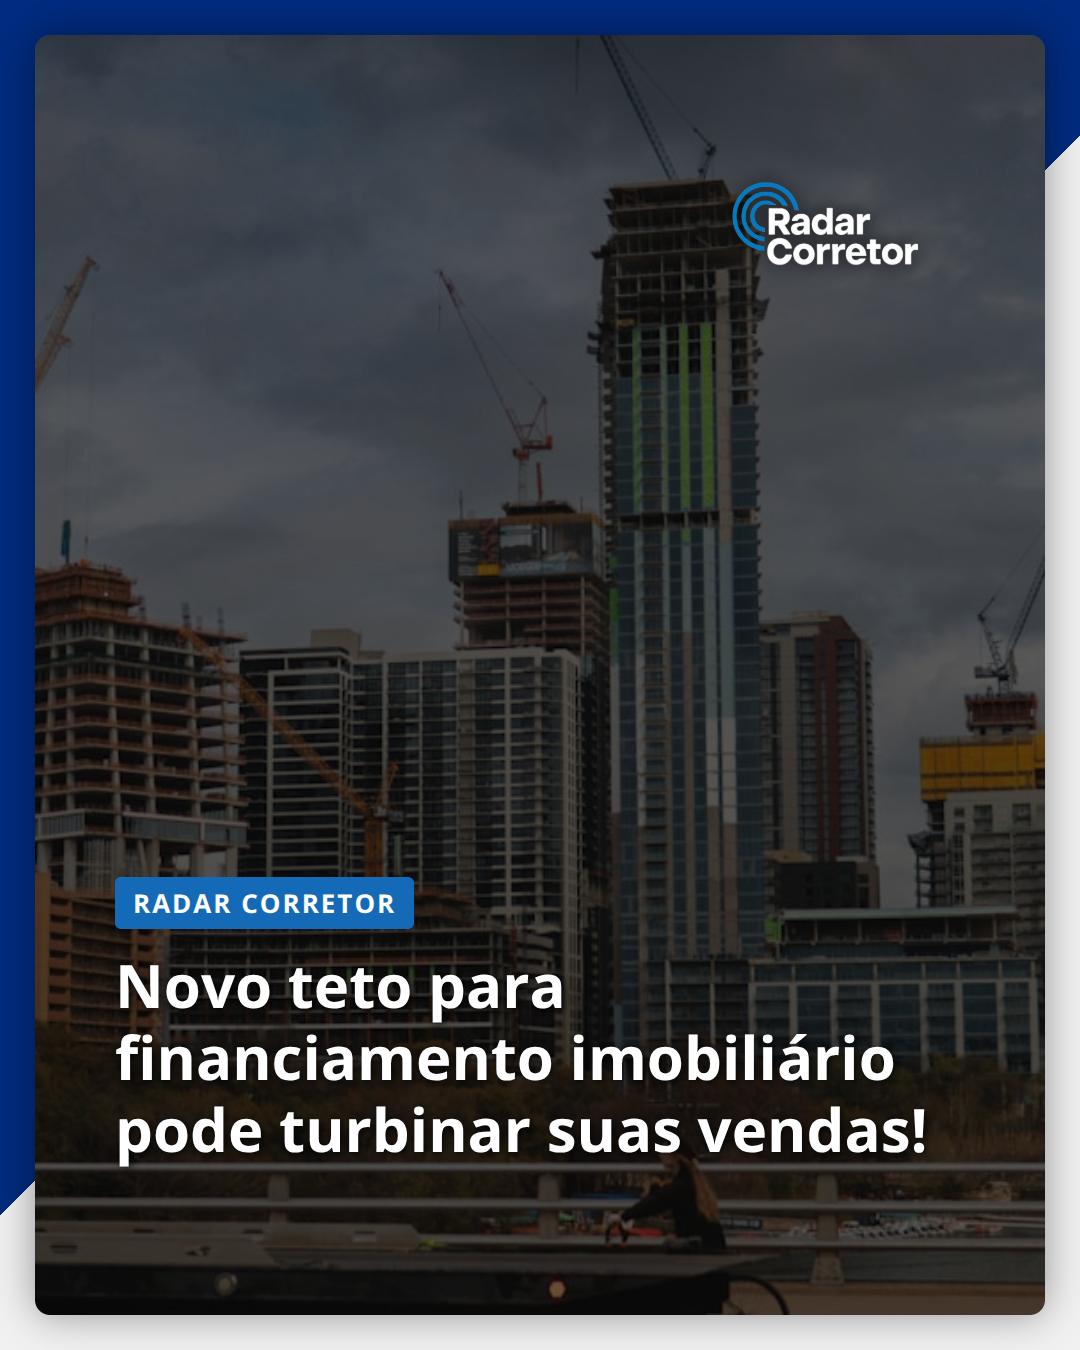 Radar
Corretor
RADAR CORRETOR
Novo teto para
financiamento imobiliário
pode turbinar suas vendas!